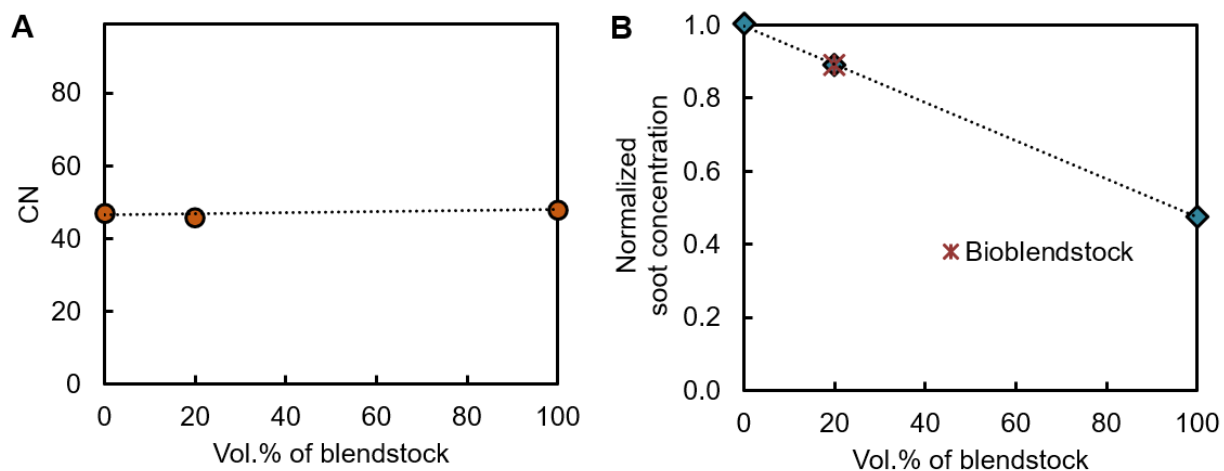 A
CN
80
60
40
20
0
0 20 40 60 80 100
Vol.% of blendstock
B
Normalized
soot concentration
1.0
0.8
0.6
0.4
0.2
0.0
Bioblendstock
0 20 40 60 80 100
Vol.% of blendstock